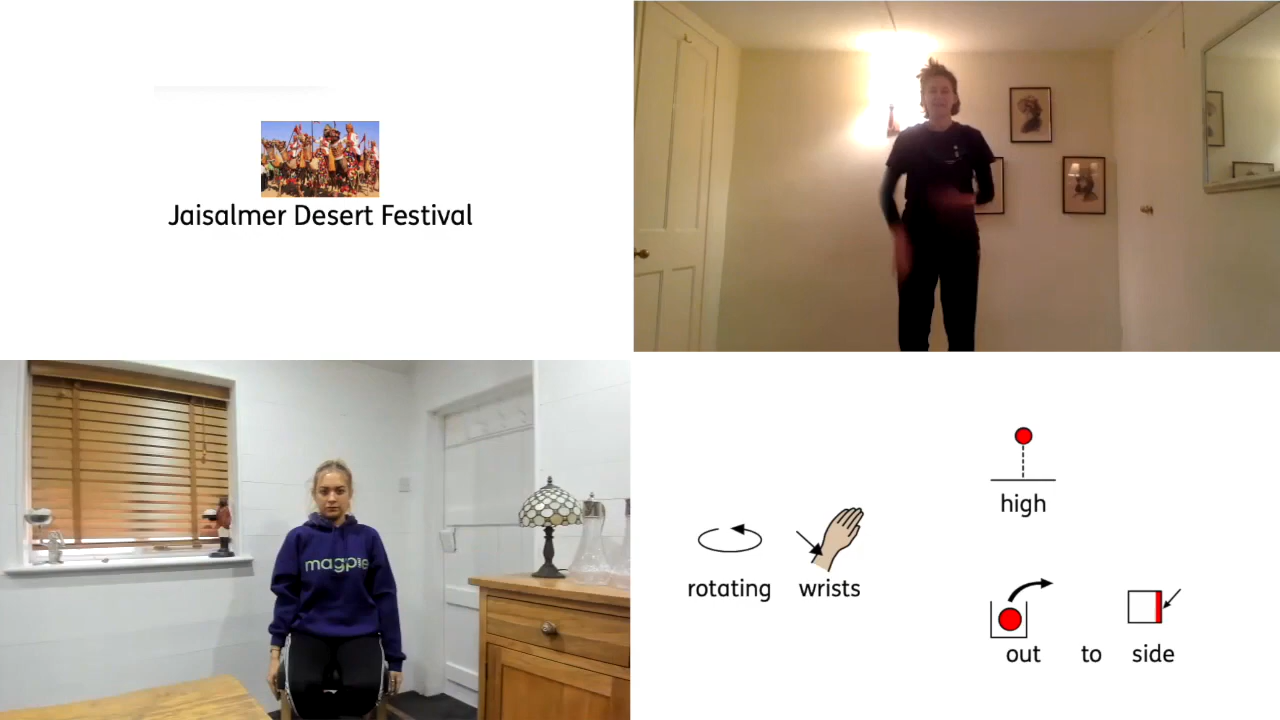 Jaisalmer Desert Festival
magpie
high
rotating wrists
out to side